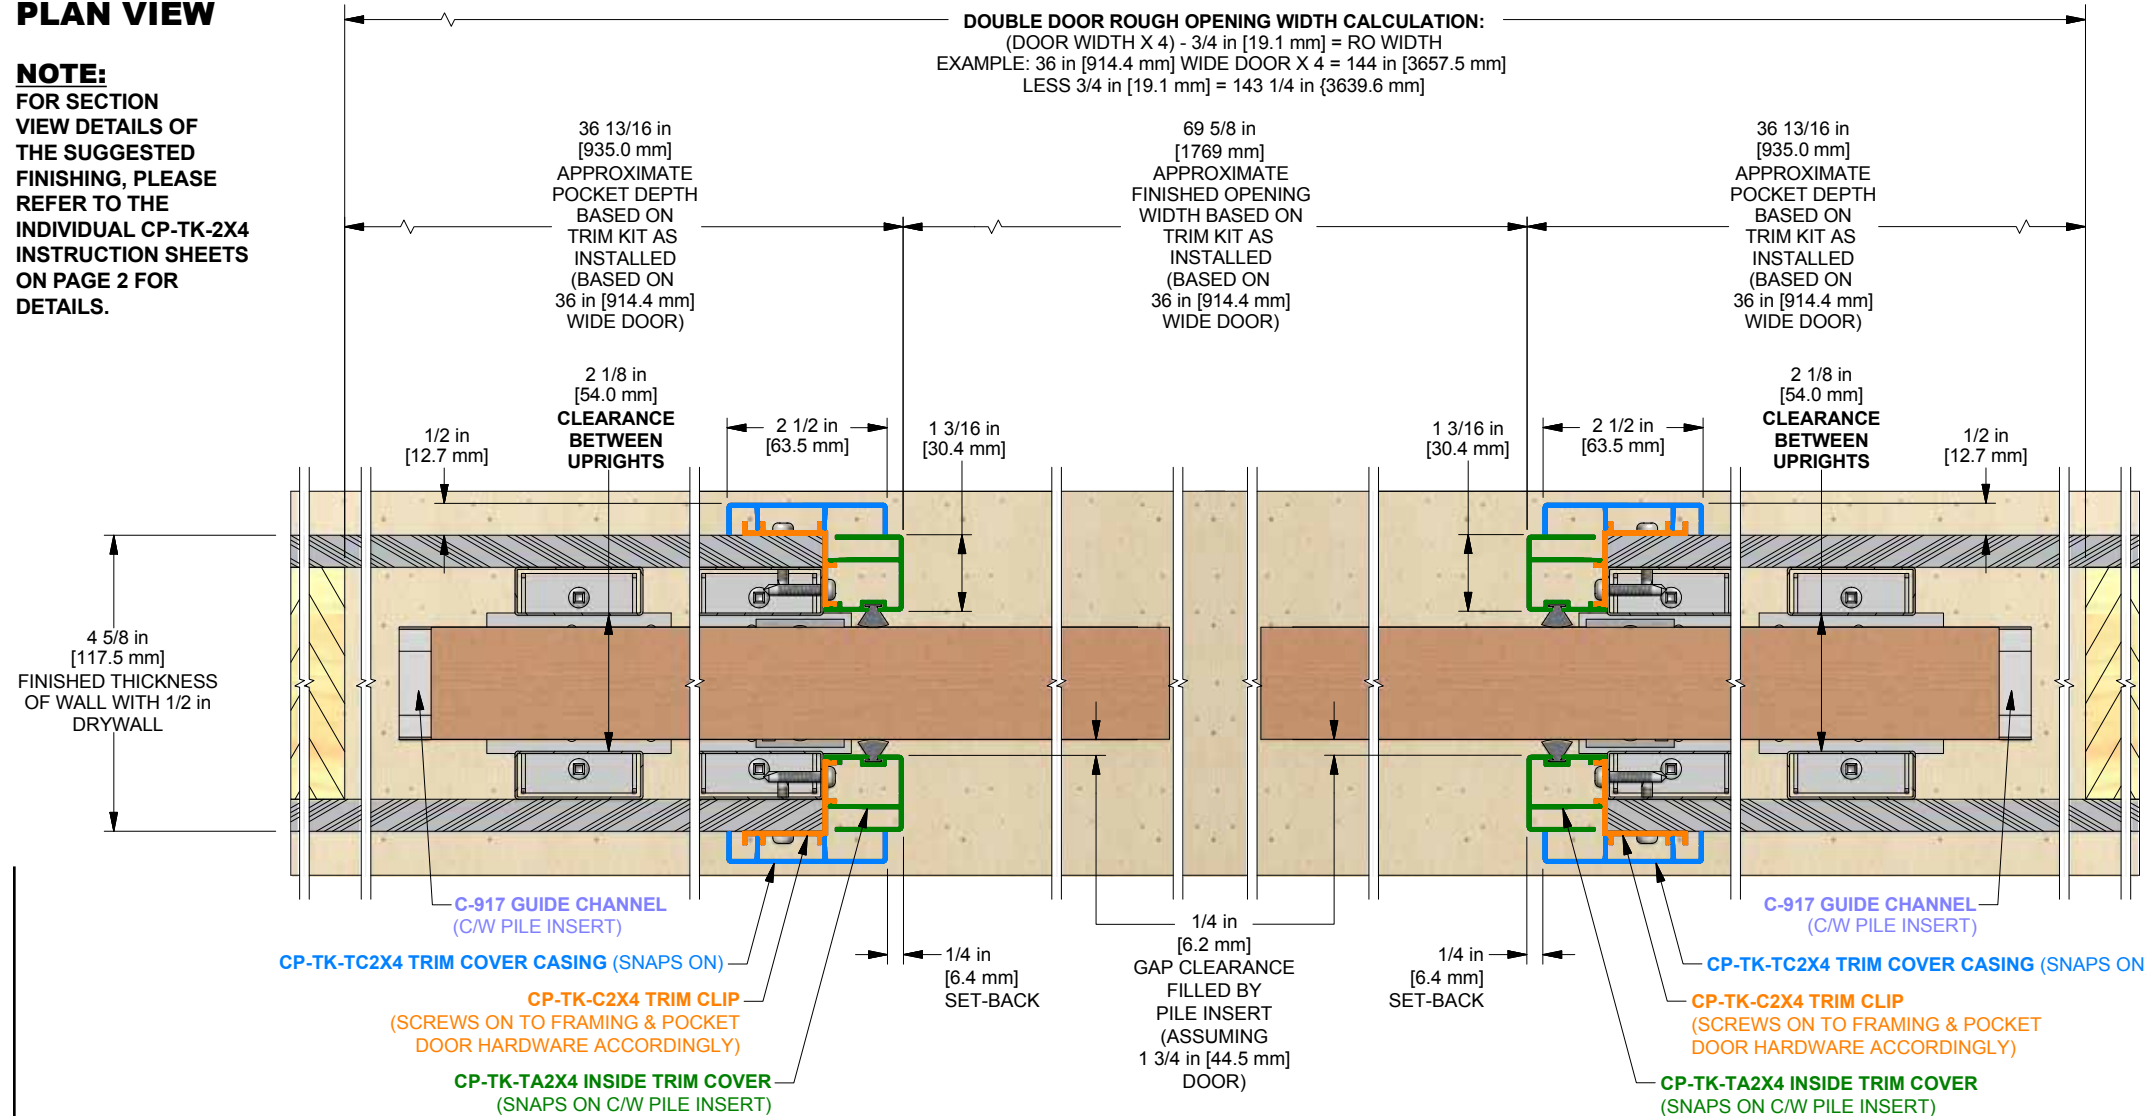 PLAN VIEW
NOTE:
FOR SECTION
VIEW DETAILS OF
THE SUGGESTED
FINISHING, PLEASE
REFER TO THE
INDIVIDUAL CP-TK-2X4
INSTRUCTION SHEETS
ON PAGE 2 FOR
DETAILS.
DOUBLE DOOR ROUGH OPENING WIDTH CALCULATION:
(DOOR WIDTH X 4) - 3/4 in [19.1 mm] = RO WIDTH
EXAMPLE: 36 in [914.4 mm] WIDE DOOR X 4 = 144 in [3657.5 mm]
LESS 3/4 in [19.1 mm] = 143 1/4 in {3639.6 mm]
36 13/16 in
[935.0 mm]
APPROXIMATE
POCKET DEPTH
BASED ON
TRIM KIT AS
INSTALLED
(BASED ON
36 in [914.4 mm]
WIDE DOOR)
69 5/8 in
[1769 mm]
APPROXIMATE
FINISHED OPENING
WIDTH BASED ON
TRIM KIT AS
INSTALLED
(BASED ON
36 in [914.4 mm]
WIDE DOOR)
36 13/16 in
[935.0 mm]
APPROXIMATE
POCKET DEPTH
BASED ON
TRIM KIT AS
INSTALLED
(BASED ON
36 in [914.4 mm]
WIDE DOOR)
1/2 in
[12.7 mm]
2 1/8 in
[54.0 mm]
CLEARANCE
BETWEEN
UPRIGHTS
2 1/2 in
[63.5 mm]
1 3/16 in
[30.4 mm]
1 3/16 in
[30.4 mm]
2 1/2 in
[63.5 mm]
2 1/8 in
[54.0 mm]
CLEARANCE
BETWEEN
UPRIGHTS
1/2 in
[12.7 mm]
4 5/8 in
[117.5 mm]
FINISHED THICKNESS
OF WALL WITH 1/2 in
DRYWALL
C-917 GUIDE CHANNEL
(C/W PILE INSERT)
CP-TK-TC2X4 TRIM COVER CASING (SNAPS ON)
CP-TK-C2X4 TRIM CLIP
(SCREWS ON TO FRAMING & POCKET
DOOR HARDWARE ACCORDINGLY)
CP-TK-TA2X4 INSIDE TRIM COVER
(SNAPS ON C/W PILE INSERT)
1/4 in
[6.4 mm]
SET-BACK
1/4 in
[6.2 mm]
GAP CLEARANCE
FILLED BY
PILE INSERT
(ASSUMING
1 3/4 in [44.5 mm]
DOOR)
1/4 in
[6.4 mm]
SET-BACK
C-917 GUIDE CHANNEL
(C/W PILE INSERT)
CP-TK-TC2X4 TRIM COVER CASING (SNAPS ON
CP-TK-C2X4 TRIM CLIP
(SCREWS ON TO FRAMING & POCKET
DOOR HARDWARE ACCORDINGLY)
CP-TK-TA2X4 INSIDE TRIM COVER
(SNAPS ON C/W PILE INSERT)